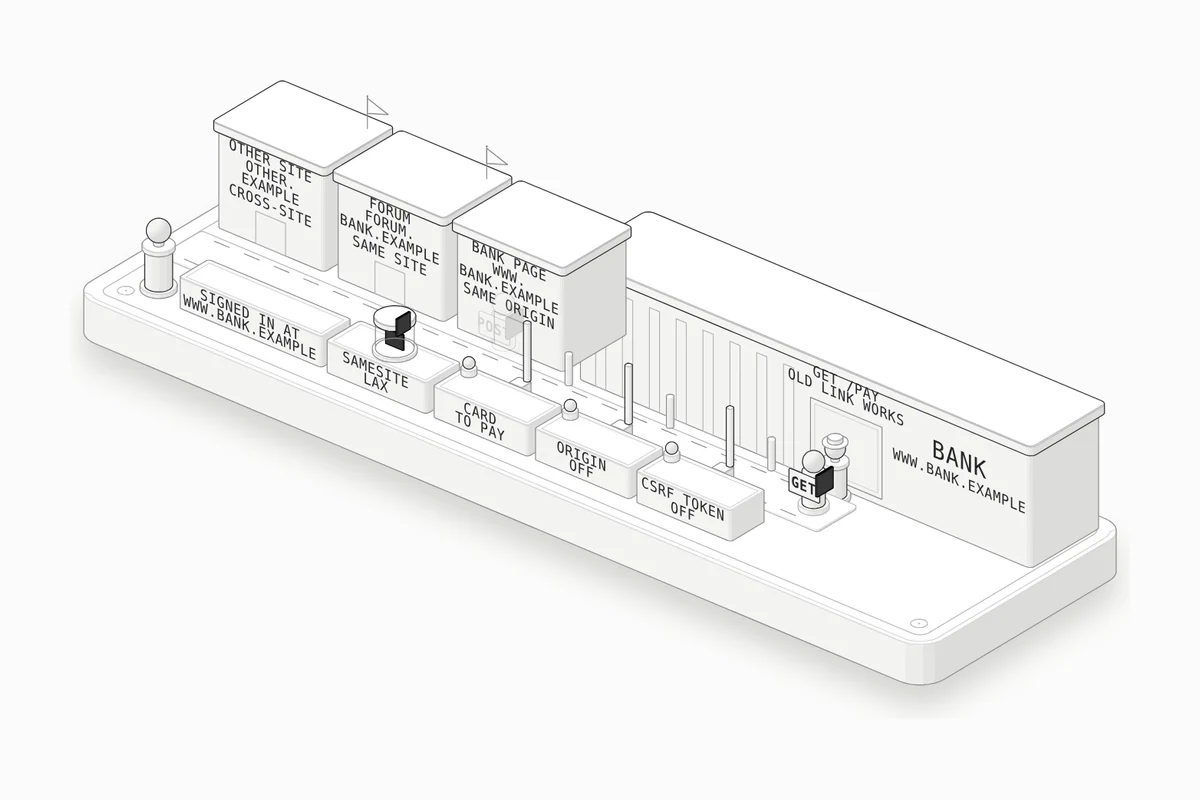 OTHER SITE
OTHER.
EXAMPLE
CROSS-SITE
FORUM
FORUM.
BANK.EXAMPLE
SAME SITE
BANK PAGE
WWW.
BANK.EXAMPLE
SAME ORIGIN
SIGNED IN AT
WWW.BANK.EXAMPLE
SAMESITE
LAX
CARD
TO PAY
ORIGIN
OFF
CSRF TOKEN
OFF
GET /PAY
OLD LINK WORKS
GET
BANK
WWW.BANK.EXAMPLE